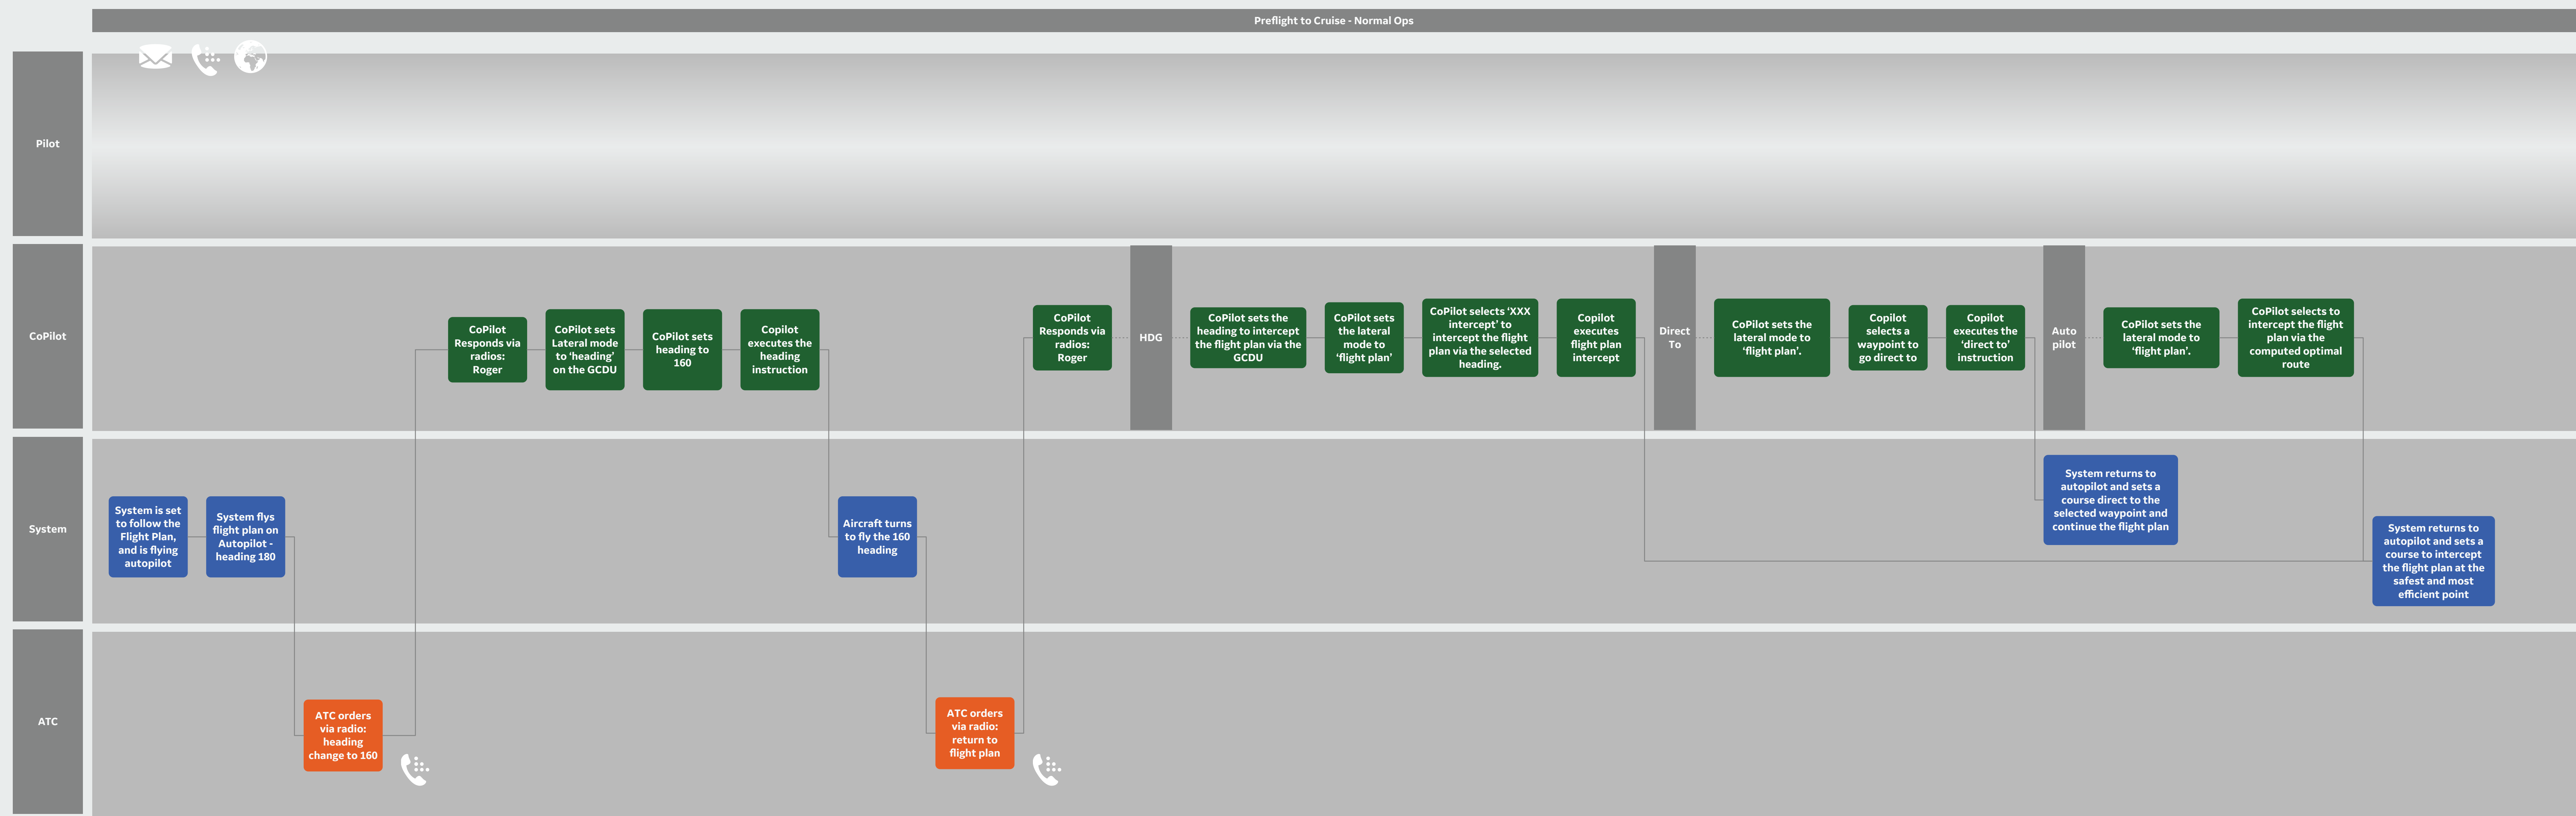 Preflight to Cruise - Normal Ops
Pilot
CoPilot
CoPilot
Responds via
radios:
Roger
CoPilot sets
Lateral mode
to ‘heading’
on the GCDU
CoPilot sets
heading to
160
Copilot
executes the
heading
instruction
CoPilot
Responds via
radios:
Roger
HDG
CoPilot sets the
heading to intercept
the flight plan via the
GCDU
CoPilot sets
the lateral
mode to
‘flight plan’
CoPilot selects ‘XXX
intercept’ to
intercept the flight
plan via the selected
heading.
Copilot
executes
flight plan
intercept
Direct
To
CoPilot sets the
lateral mode to
‘flight plan’.
Copilot
selects a
waypoint to
go direct to
Copilot
executes the
‘direct to’
instruction
Auto
pilot
CoPilot sets the
lateral mode to
‘flight plan’.
CoPilot selects to
intercept the flight
plan via the
computed optimal
route
System
System is set
to follow the
Flight Plan,
and is flying
autopilot
System flys
flight plan on
Autopilot -
heading 180
Aircraft turns
to fly the 160
heading
System returns to
autopilot and sets a
course direct to the
selected waypoint and
continue the flight plan
System returns to
autopilot and sets a
course to intercept
the flight plan at the
safest and most
efficient point
ATC
ATC orders
via radio:
heading
change to 160
ATC orders
via radio:
return to
flight plan